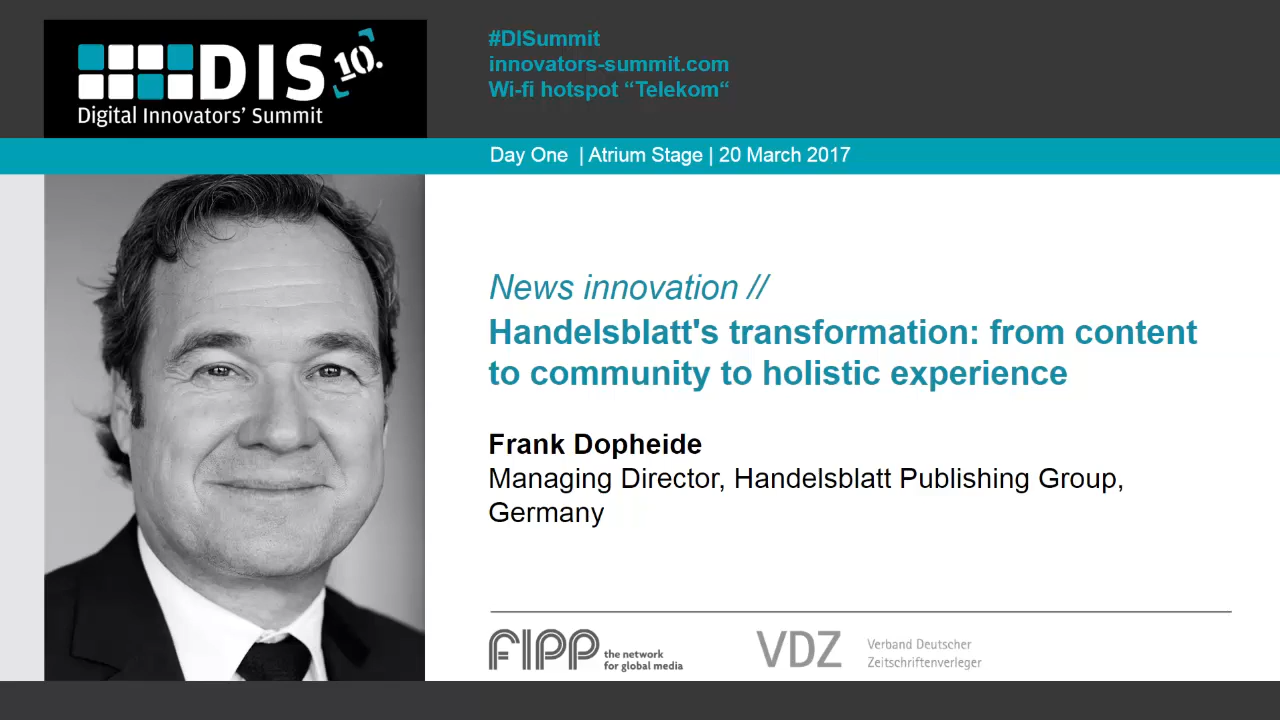 DIS 10.
Digital Innovators’ Summit
#DISummit
innovators-summit.com
Wi-fi hotspot “Telekom“
Day One | Atrium Stage | 20 March 2017
News innovation //
Handelsblatt's transformation: from content
to community to holistic experience
Frank Dopheide
Managing Director, Handelsblatt Publishing Group,
Germany
FIPP the network
for global media
VDZ Verband Deutscher
Zeitschriftenverleger